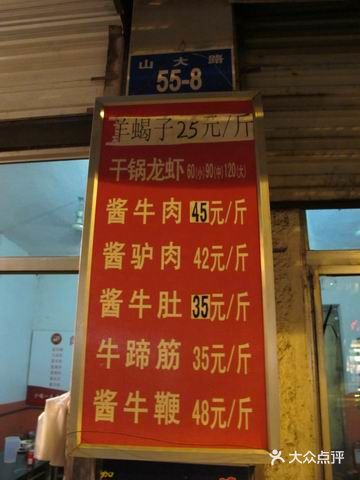 山大路
55-8
羊蝎子25元/斤
干锅龙虾60(小)90(中)120(大)
酱牛肉45元/斤
酱驴肉42元/斤
酱牛肚35元/斤
牛蹄筋35元/斤
酱牛鞭48元/斤
大众点评